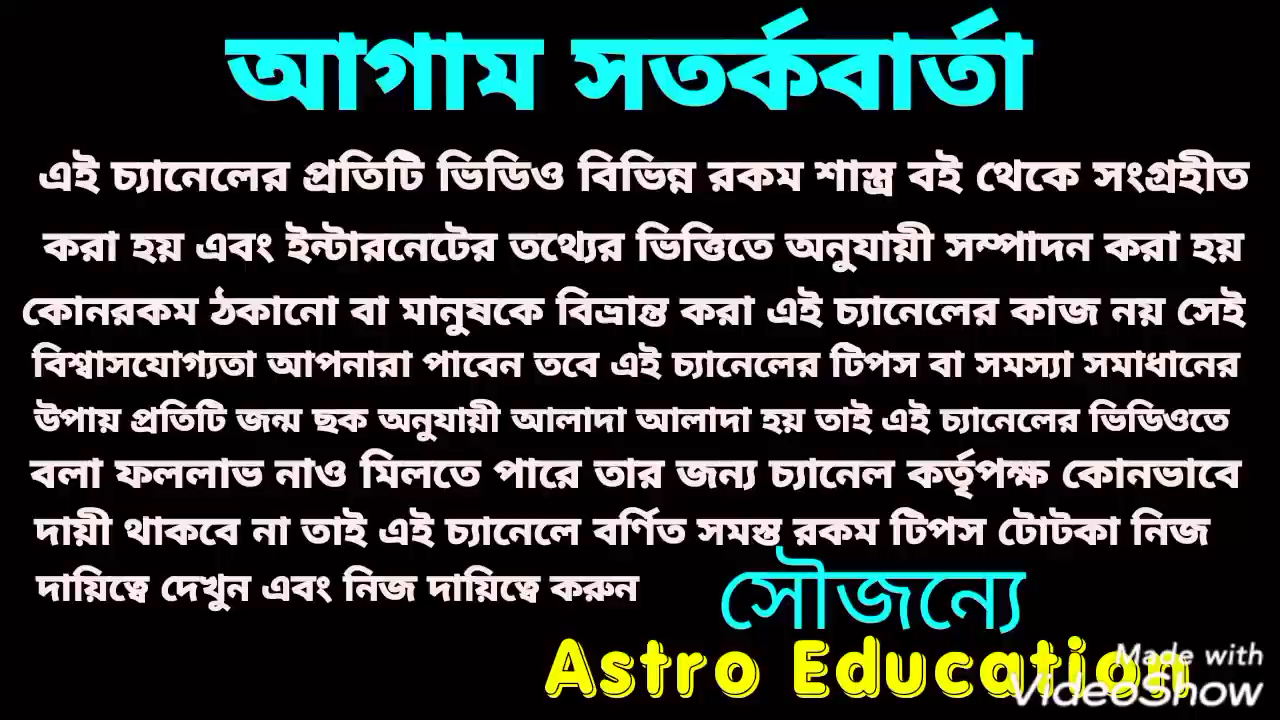 আগাম সতর্কবার্তা
এই চ্যানেলের প্রতিটি ভিডিও বিভিন্ন রকম শাস্ত্র বই থেকে সংগ্রহীত
করা হয় এবং ইন্টারনেটের তথ্যের ভিত্তিতে অনুযায়ী সম্পাদন করা হয়
কোনরকম ঠকানো বা মানুষকে বিভ্রান্ত করা এই চ্যানেলের কাজ নয় সেই
বিশ্বাসযোগ্যতা আপনারা পাবেন তবে এই চ্যানেলের টিপস বা সমস্যা সমাধানের
উপায় প্রতিটি জন্ম ছক অনুযায়ী আলাদা আলাদা হয় তাই এই চ্যানেলের ভিডিওতে
বলা ফললাভ নাও মিলতে পারে তার জন্য চ্যানেল কর্তৃপক্ষ কোনভাবে
দায়ী থাকবে না তাই এই চ্যানেলে বর্ণিত সমস্ত রকম টিপস টোটকা নিজ
দায়িত্বে দেখুন এবং নিজ দায়িত্বে করুন
সৌজন্যে
Astro Education
Made with
VideoShow